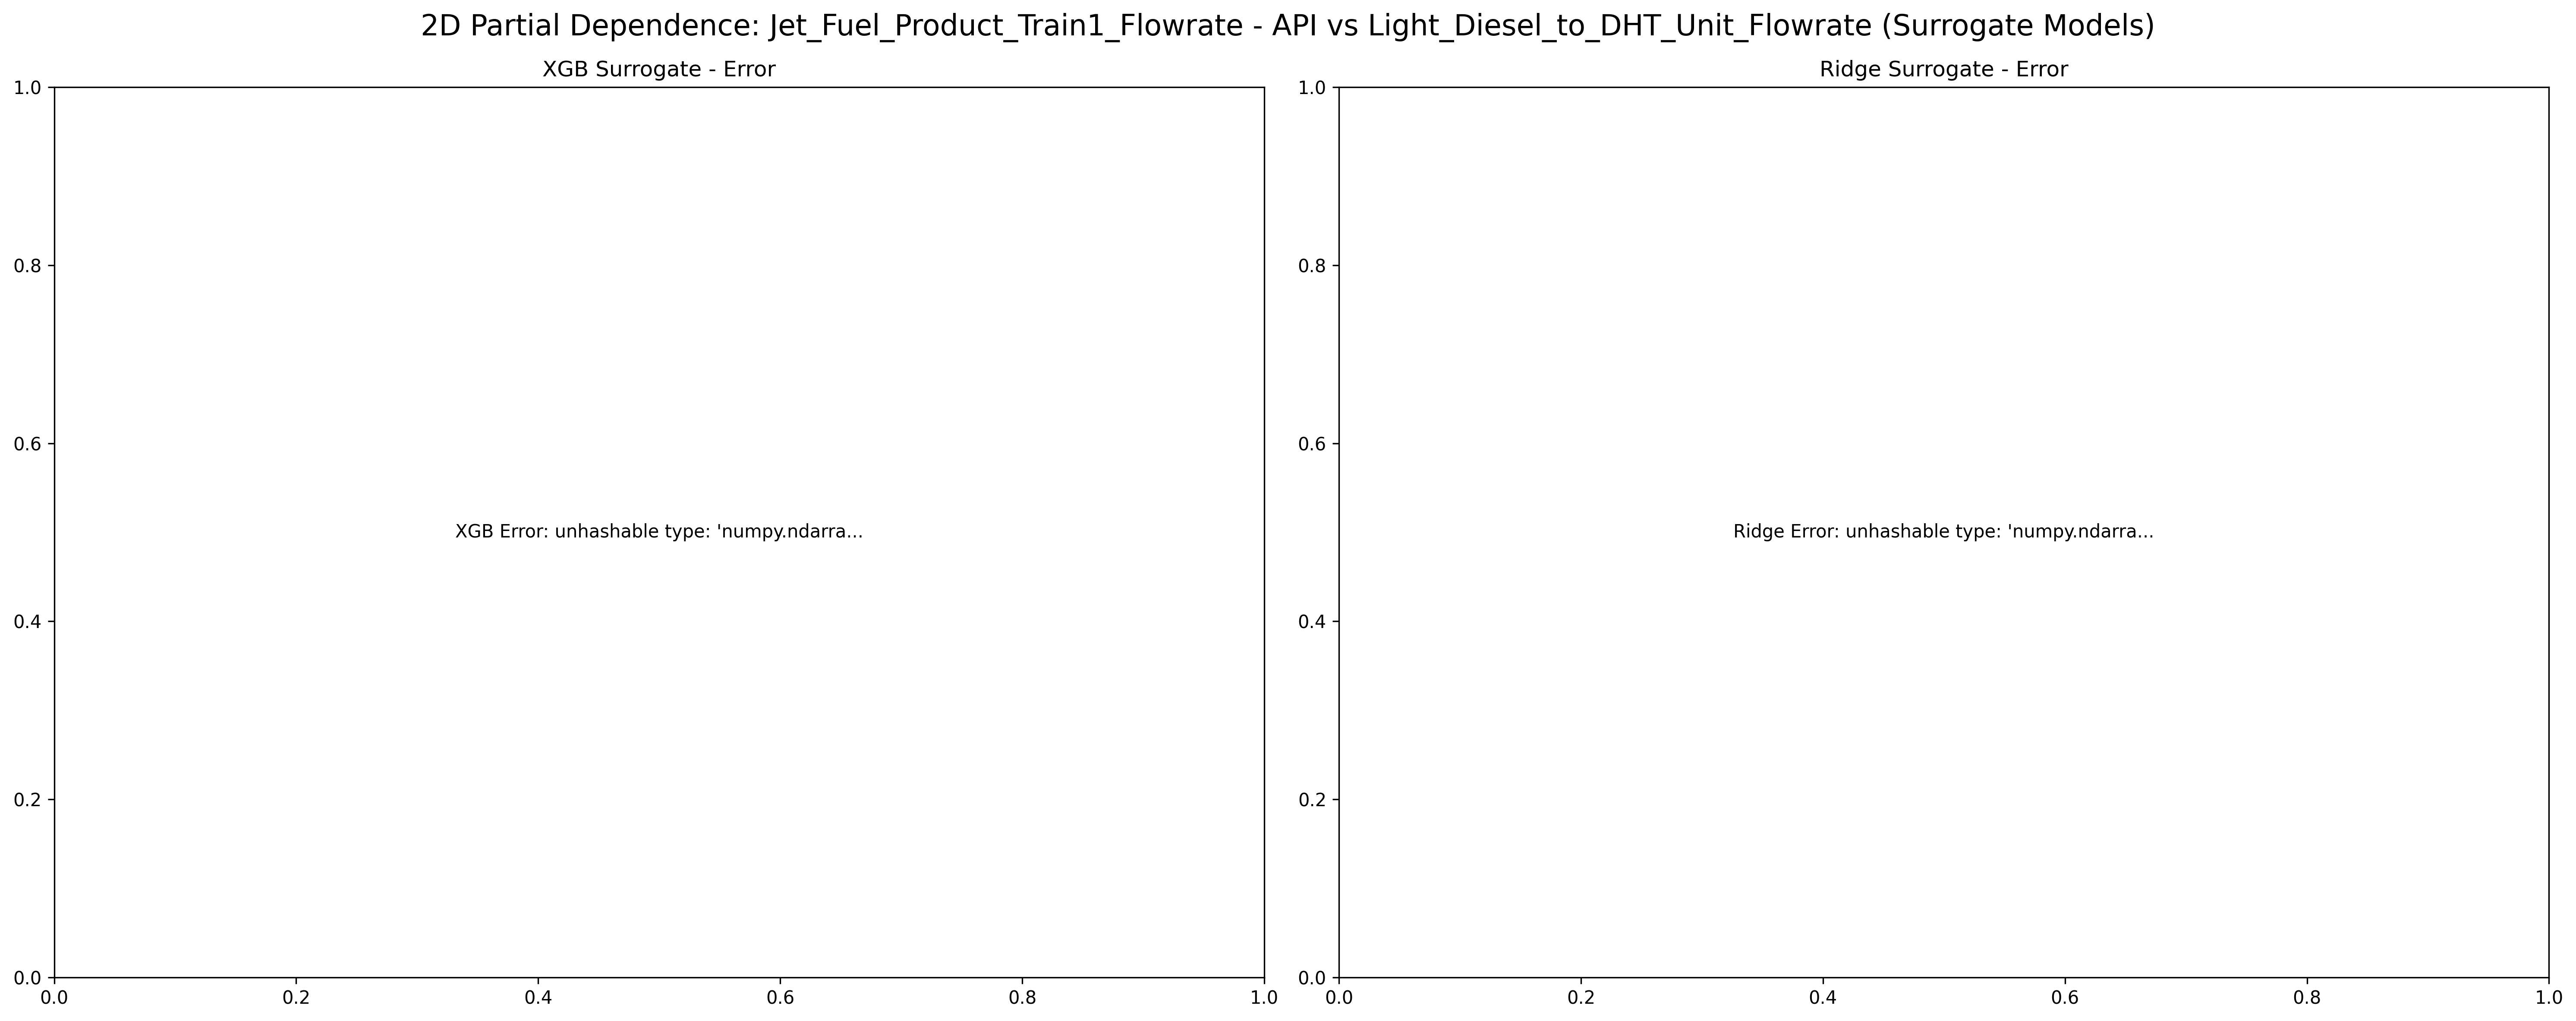 2D Partial Dependence: Jet_Fuel_Product_Train1_Flowrate - API vs Light_Diesel_to_DHT_Unit_Flowrate (Surrogate Models)
XGB Surrogate - Error
1.0
0.8
0.6
0.4
0.2
0.0
XGB Error: unhashable type: 'numpy.ndarra...
0.0 0.2 0.4 0.6 0.8 1.0
Ridge Surrogate - Error
1.0
0.8
0.6
0.4
0.2
0.0
Ridge Error: unhashable type: 'numpy.ndarra...
0.0 0.2 0.4 0.6 0.8 1.0